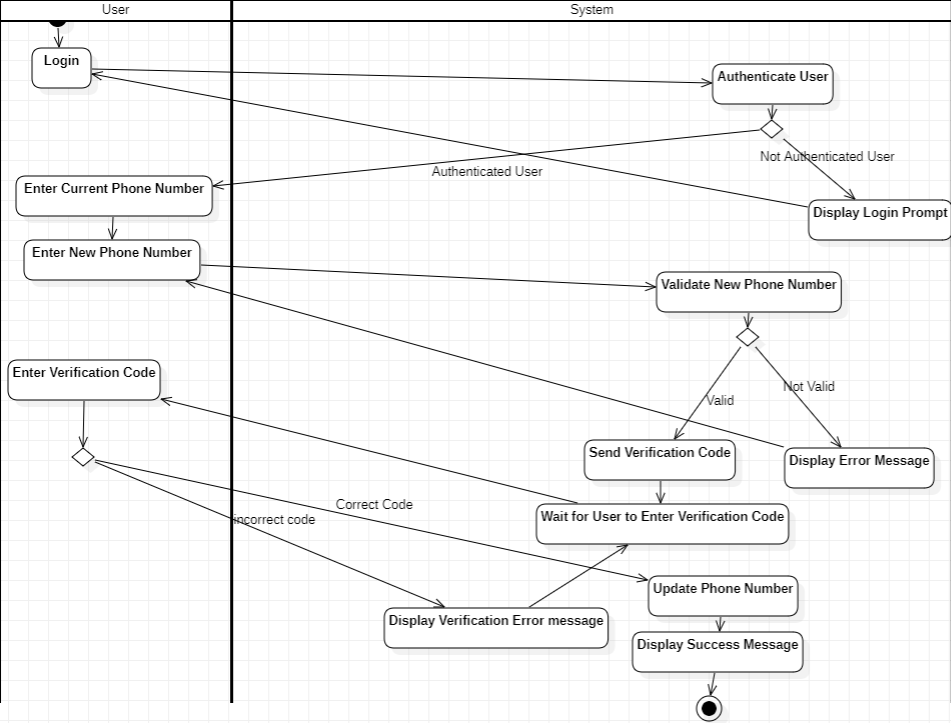 User
System
Login
Authenticate User
Not Authenticated User
Authenticated User
Enter Current Phone Number
Display Login Prompt
Enter New Phone Number
Validate New Phone Number
Enter Verification Code
Not Valid
Valid
Send Verification Code
Display Error Message
Correct Code
Wait for User to Enter Verification Code
incorrect code
Update Phone Number
Display Verification Error message
Display Success Message